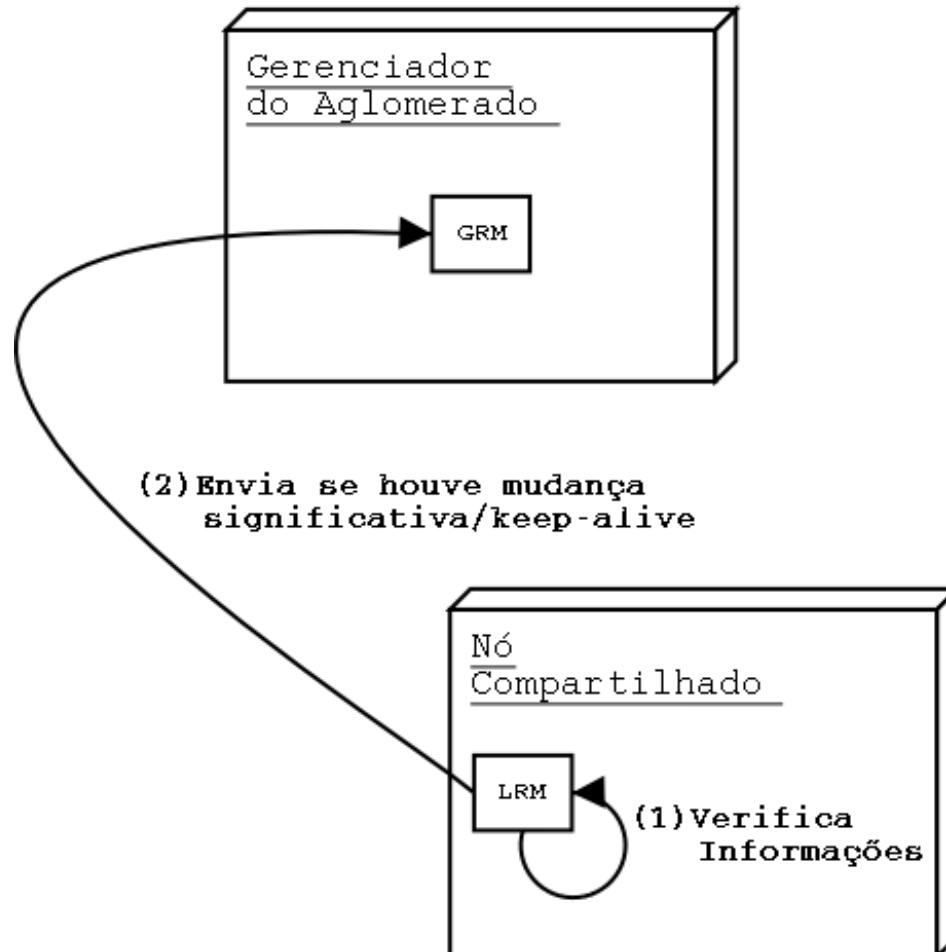 Gerenciador
do Aglomerado
GRM
(2)Envia se houve mudança
significativa/keep-alive
Nó
Compartilhado
LRM
(1)Verifica
Informações